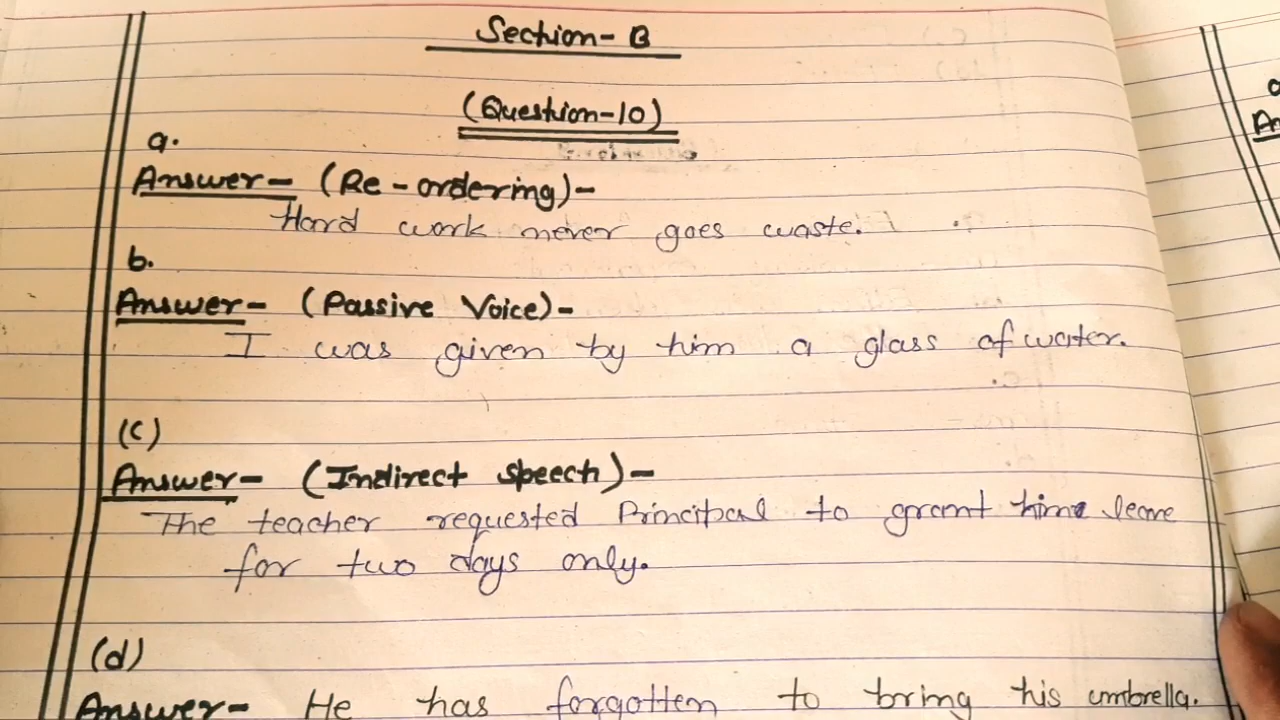 Section-B
(Question-10)
a.
Answer- (Re-ordering)-
Hard work never goes waste.
b.
Answer- (Passive Voice)-
I was given by him a glass of water.
(c)
Answer- (Indirect speech)-
The teacher requested Principal to grant him leave
for two days only.
(d)
Answer- He has forgotten to bring his umbrella.